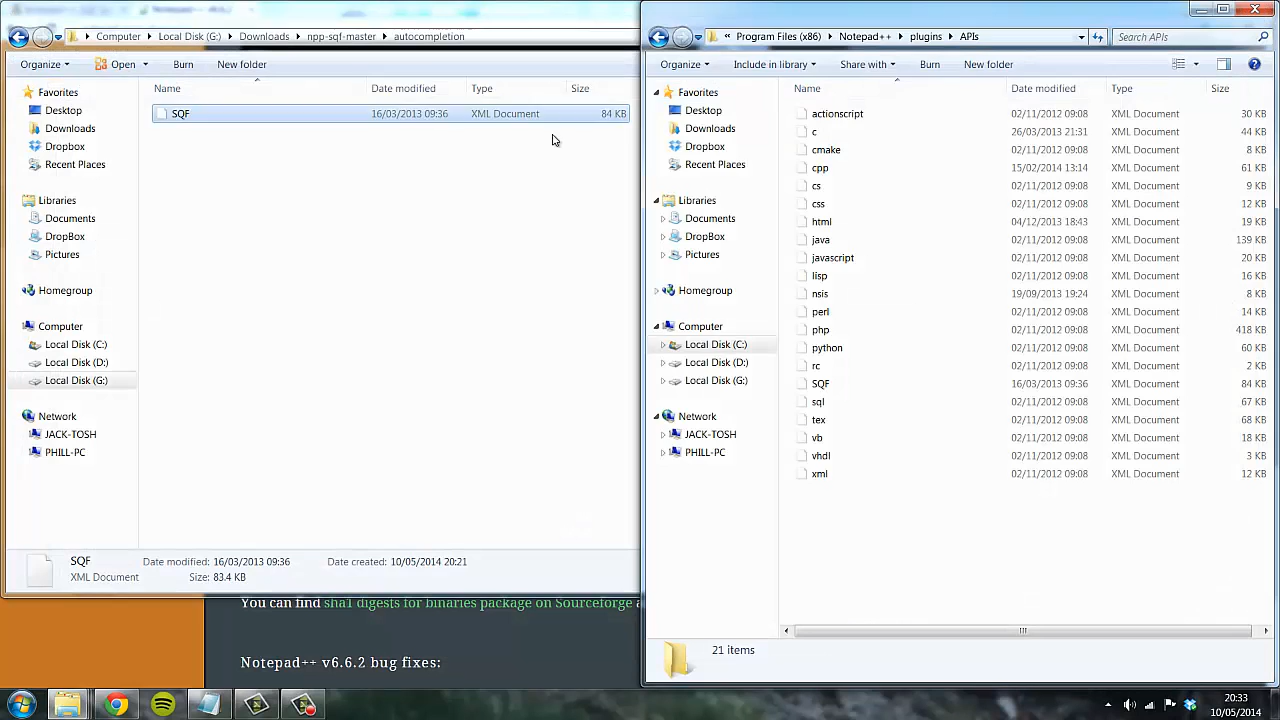 Computer ▸ Local Disk (G:) ▸ Downloads ▸ npp-sqf-master ▸ autocompletion
Organize Open Burn New folder
Name Date modified Type Size
Favorites
Desktop
Downloads
Dropbox
Recent Places
Libraries
Documents
DropBox
Pictures
Homegroup
Computer
Local Disk (C:)
Local Disk (D:)
Local Disk (G:)
Network
JACK-TOSH
PHILL-PC
SQF 16/03/2013 09:36 XML Document 84 KB
SQF Date modified: 16/03/2013 09:36 Date created: 10/05/2014 20:21
XML Document Size: 83.4 KB
You can find sha1 digests for binaries package on Sourceforge
Notepad++ v6.6.2 bug fixes:
« Program Files (x86) ▸ Notepad++ ▸ plugins ▸ APIs
Search APIs
Organize Include in library Share with Burn New folder
Name Date modified Type Size
Favorites
Desktop
Downloads
Dropbox
Recent Places
Libraries
Documents
DropBox
Pictures
Homegroup
Computer
Local Disk (C:)
Local Disk (D:)
Local Disk (G:)
Network
JACK-TOSH
PHILL-PC
actionscript 02/11/2012 09:08 XML Document 30 KB
c 26/03/2013 21:31 XML Document 44 KB
cmake 02/11/2012 09:08 XML Document 8 KB
cpp 15/02/2014 13:14 XML Document 61 KB
cs 02/11/2012 09:08 XML Document 9 KB
css 02/11/2012 09:08 XML Document 12 KB
html 04/12/2013 18:43 XML Document 19 KB
java 02/11/2012 09:08 XML Document 139 KB
javascript 02/11/2012 09:08 XML Document 20 KB
lisp 02/11/2012 09:08 XML Document 16 KB
nsis 19/09/2013 19:24 XML Document 8 KB
perl 02/11/2012 09:08 XML Document 14 KB
php 02/11/2012 09:08 XML Document 418 KB
python 02/11/2012 09:08 XML Document 60 KB
rc 02/11/2012 09:08 XML Document 2 KB
SQF 16/03/2013 09:36 XML Document 84 KB
sql 02/11/2012 09:08 XML Document 67 KB
tex 02/11/2012 09:08 XML Document 68 KB
vb 02/11/2012 09:08 XML Document 18 KB
vhdl 02/11/2012 09:08 XML Document 3 KB
xml 02/11/2012 09:08 XML Document 12 KB
21 items
20:33
10/05/2014